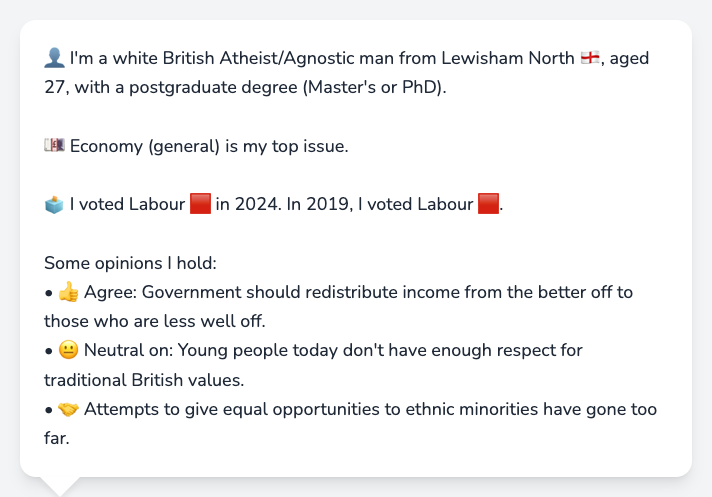 👤 I'm a white British Atheist/Agnostic man from Lewisham North 🏴󠁧󠁢󠁥󠁮󠁧󠁿, aged
27, with a postgraduate degree (Master's or PhD).
💷 Economy (general) is my top issue.
🗳️ I voted Labour 🟥 in 2024. In 2019, I voted Labour 🟥.
Some opinions I hold:
• 👍 Agree: Government should redistribute income from the better off to
those who are less well off.
• 😐 Neutral on: Young people today don't have enough respect for
traditional British values.
• 🤝 Attempts to give equal opportunities to ethnic minorities have gone too
far.